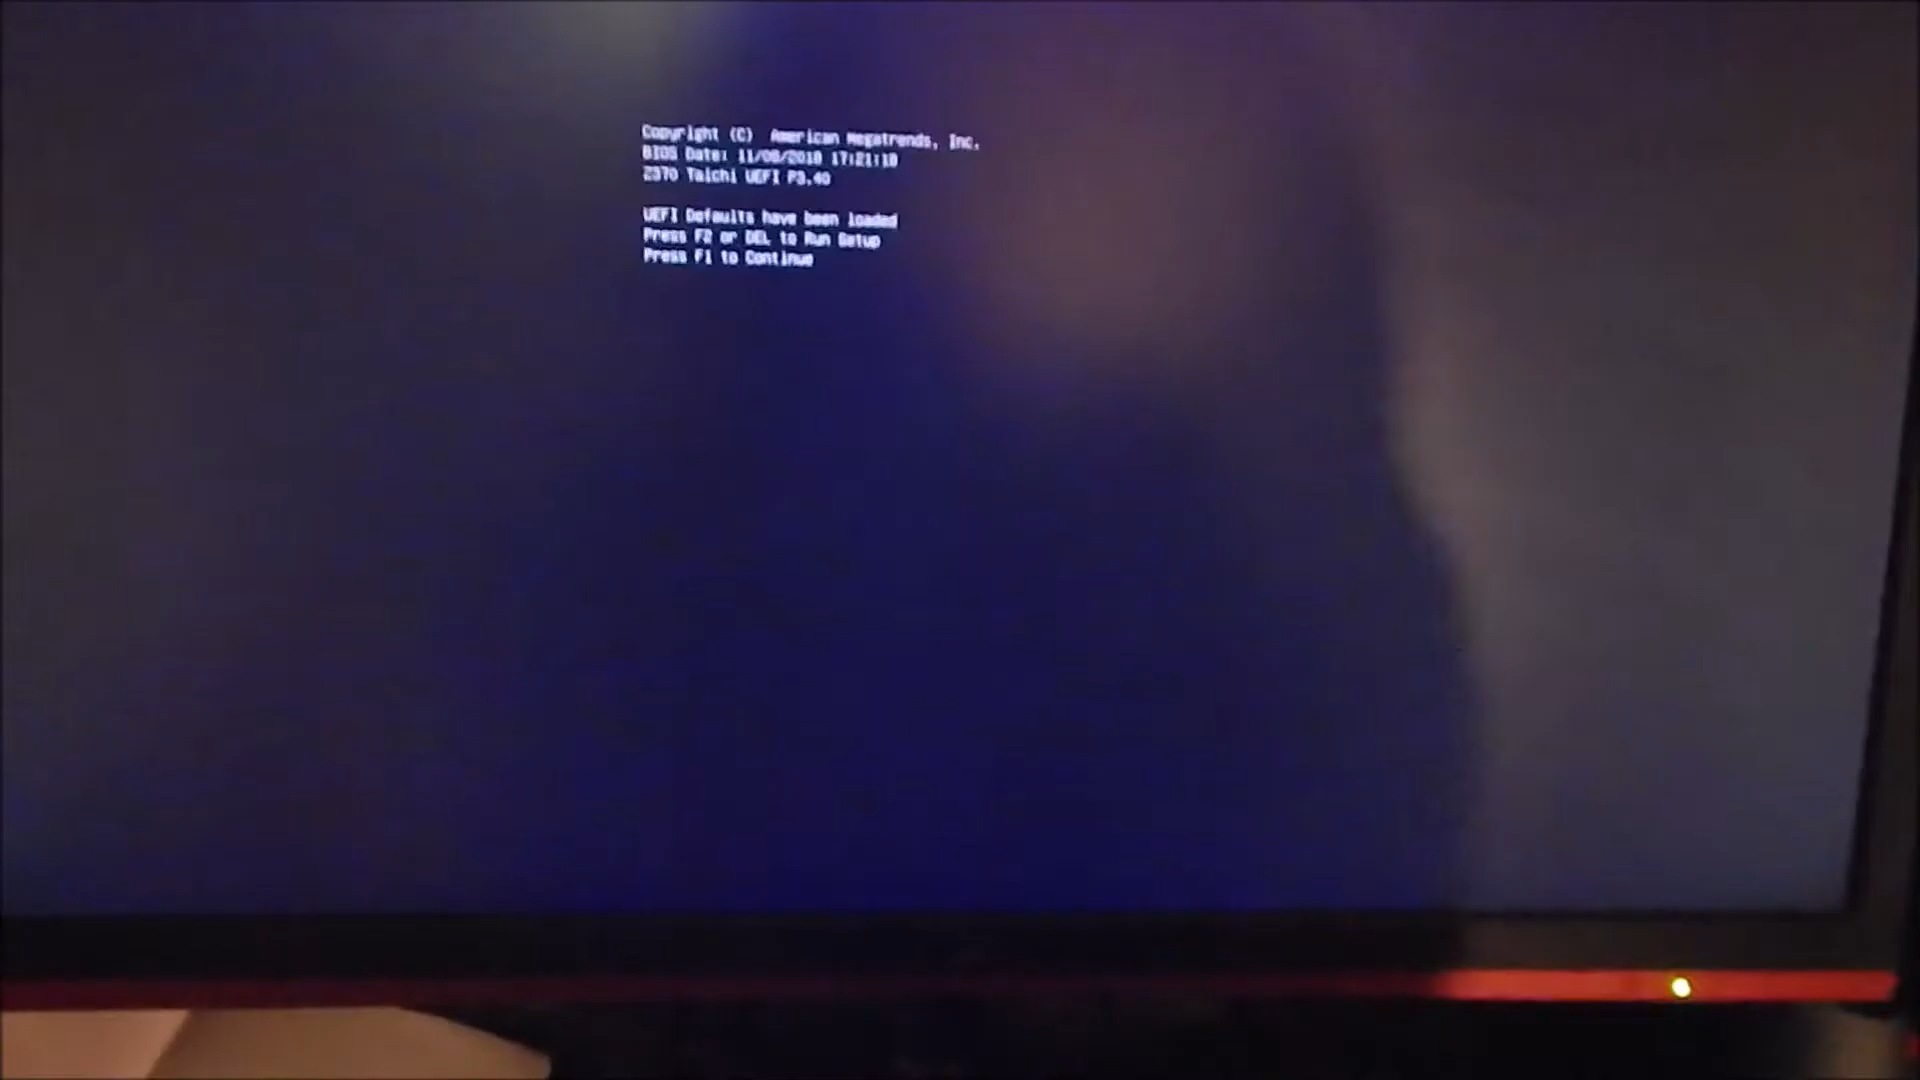 Copyright (C) American Megatrends, Inc.
BIOS Date: 11/08/2018 17:21:18
Z370 Taichi UEFI P3.40
UEFI Defaults have been loaded
Press F2 or DEL to Run Setup
Press F1 to Continue